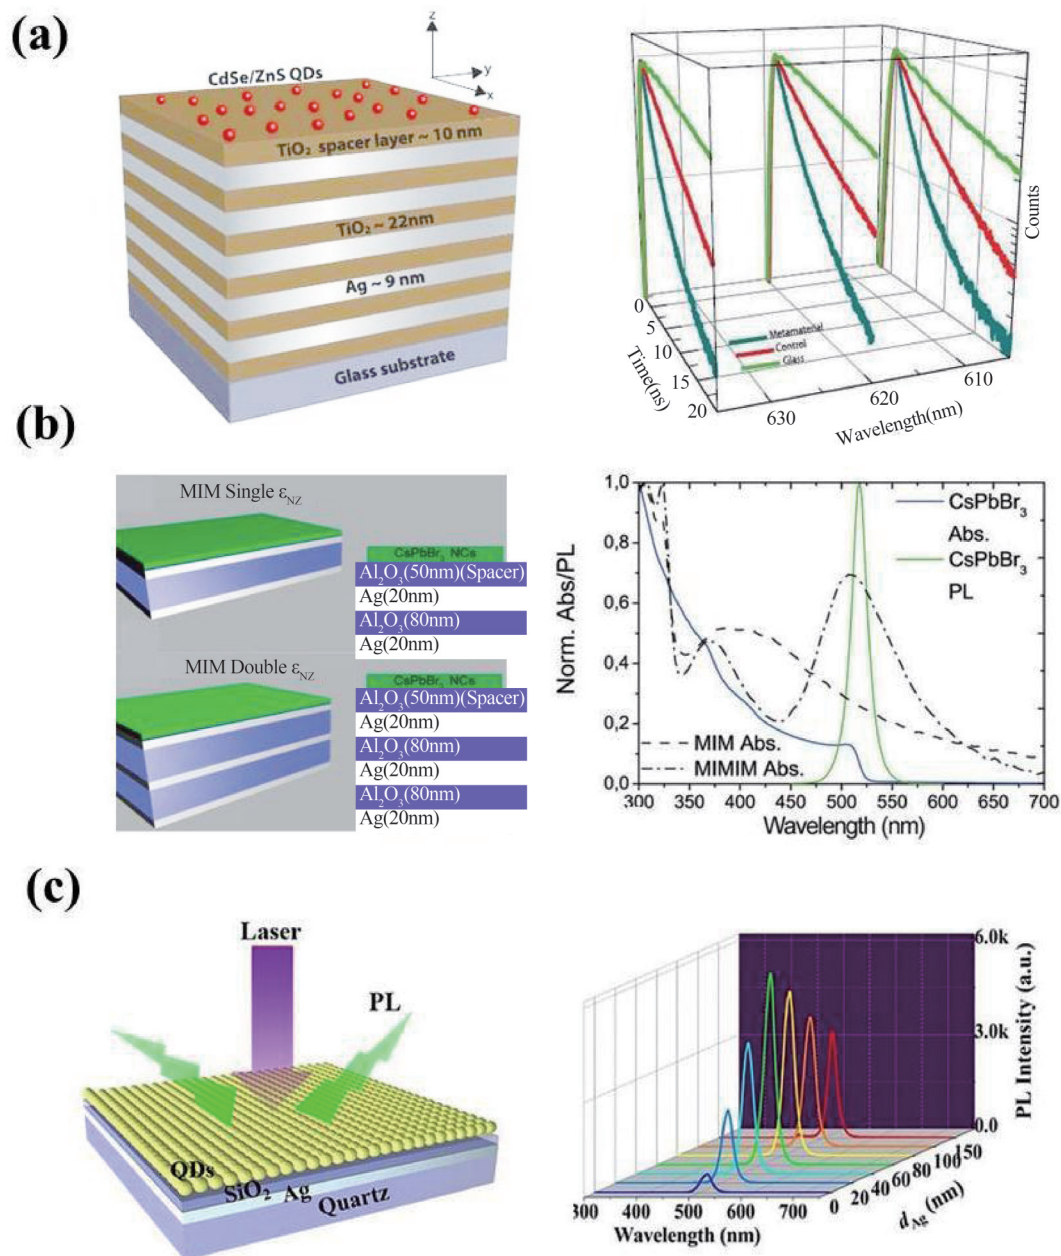 (a)
CdSe/ZnS QDs
z
y
x
TiO₂ spacer layer ~ 10 nm
TiO₂ ~ 22nm
Ag ~ 9 nm
Glass substrate
Counts
0
5
10
15
20
Time(ns)
Metamaterial
Control
Glass
630
620
610
Wavelength(nm)
(b)
MIM Single ε_NZ
CsPbBr₃ NCs
Al₂O₃(50nm)(Spacer)
Ag(20nm)
Al₂O₃(80nm)
Ag(20nm)
MIM Double ε_NZ
CsPbBr₃ NCs
Al₂O₃(50nm)(Spacer)
Ag(20nm)
Al₂O₃(80nm)
Ag(20nm)
Al₂O₃(80nm)
Ag(20nm)
Norm. Abs/PL
1,0
0,8
0,6
0,4
0,2
0,0
CsPbBr₃
Abs.
CsPbBr₃
PL
MIM Abs.
MIMIM Abs.
300 350 400 450 500 550 600 650 700
Wavelength (nm)
(c)
Laser
PL
QDs
SiO₂
Ag
Quartz
6.0k
3.0k
0.0
PL Intensity (a.u.)
300 400 500 600 700
Wavelength (nm)
0 20 40 60 80 100 150
d_Ag (nm)